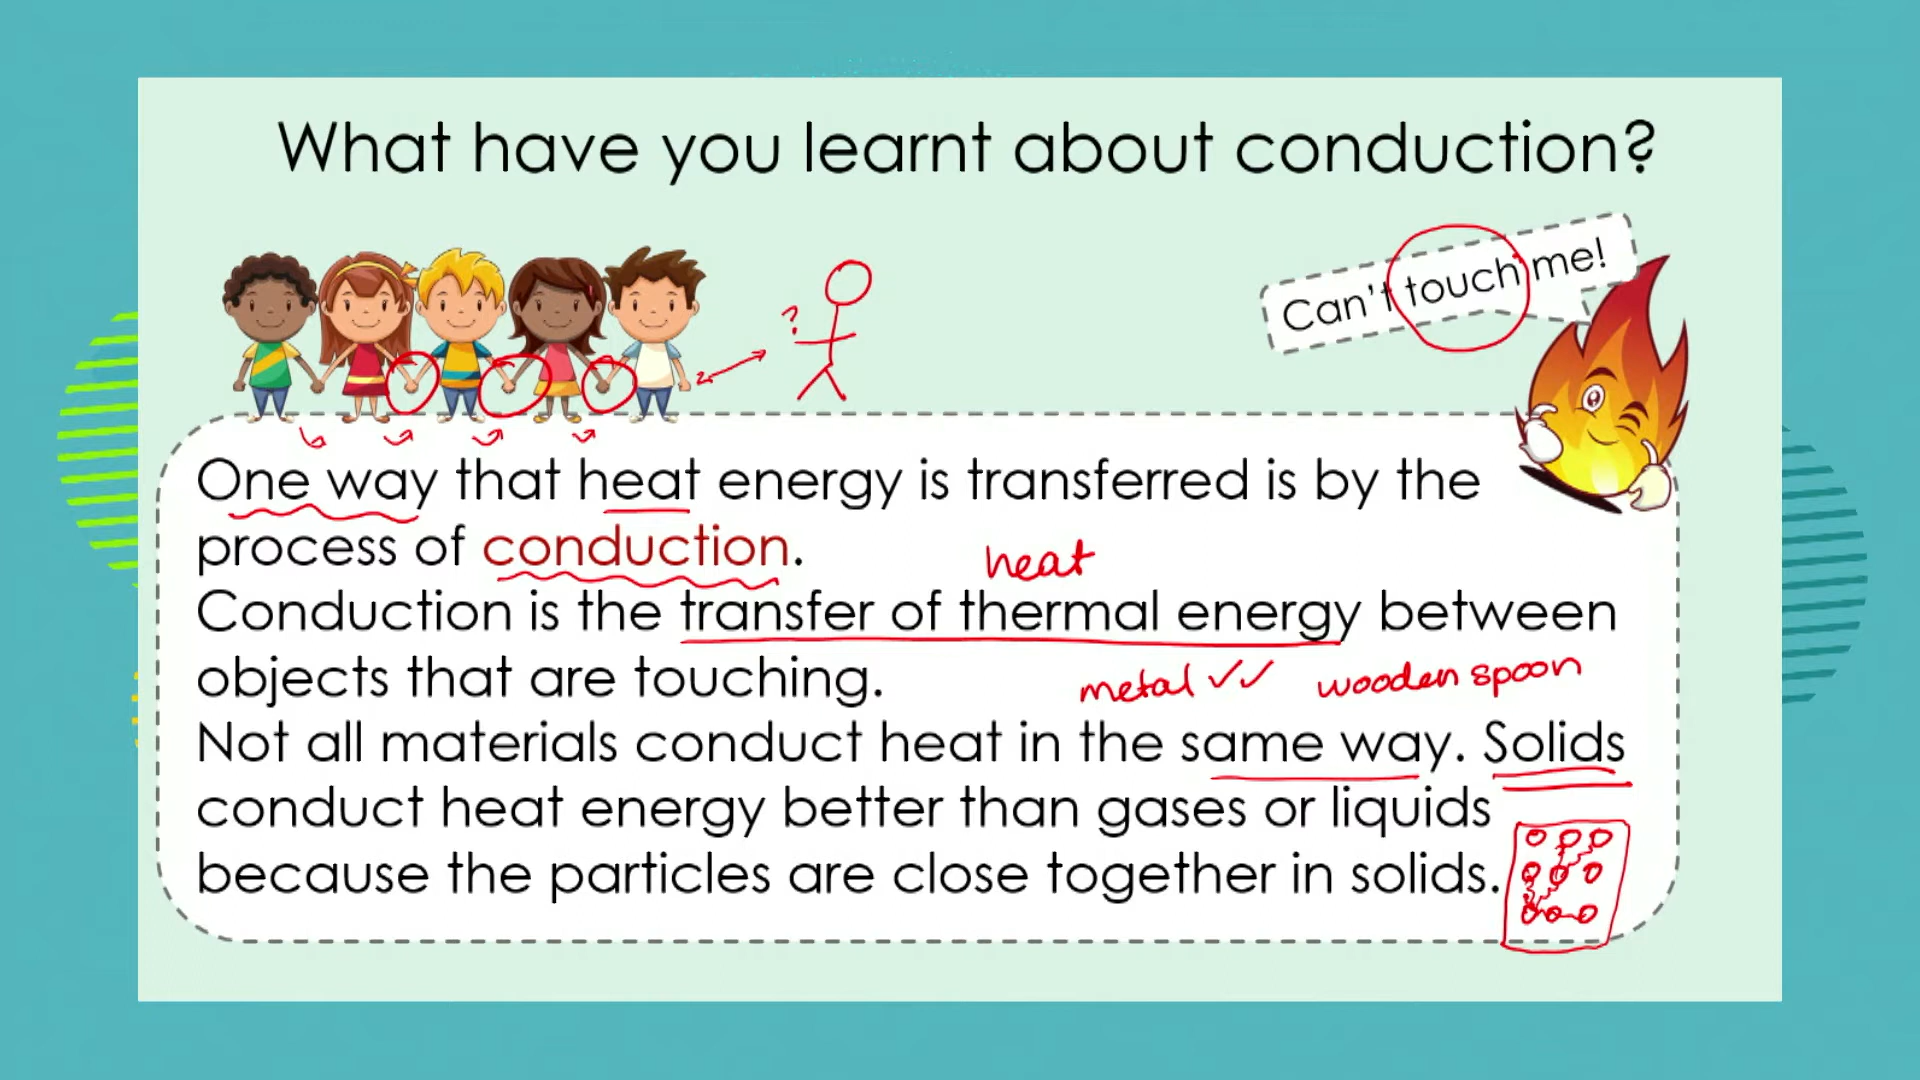 What have you learnt about conduction?
Can't touch me!
?
One way that heat energy is transferred is by the
process of conduction.
heat
Conduction is the transfer of thermal energy between
objects that are touching.
metal ✓✓ wooden spoon
Not all materials conduct heat in the same way. Solids
conduct heat energy better than gases or liquids
because the particles are close together in solids.